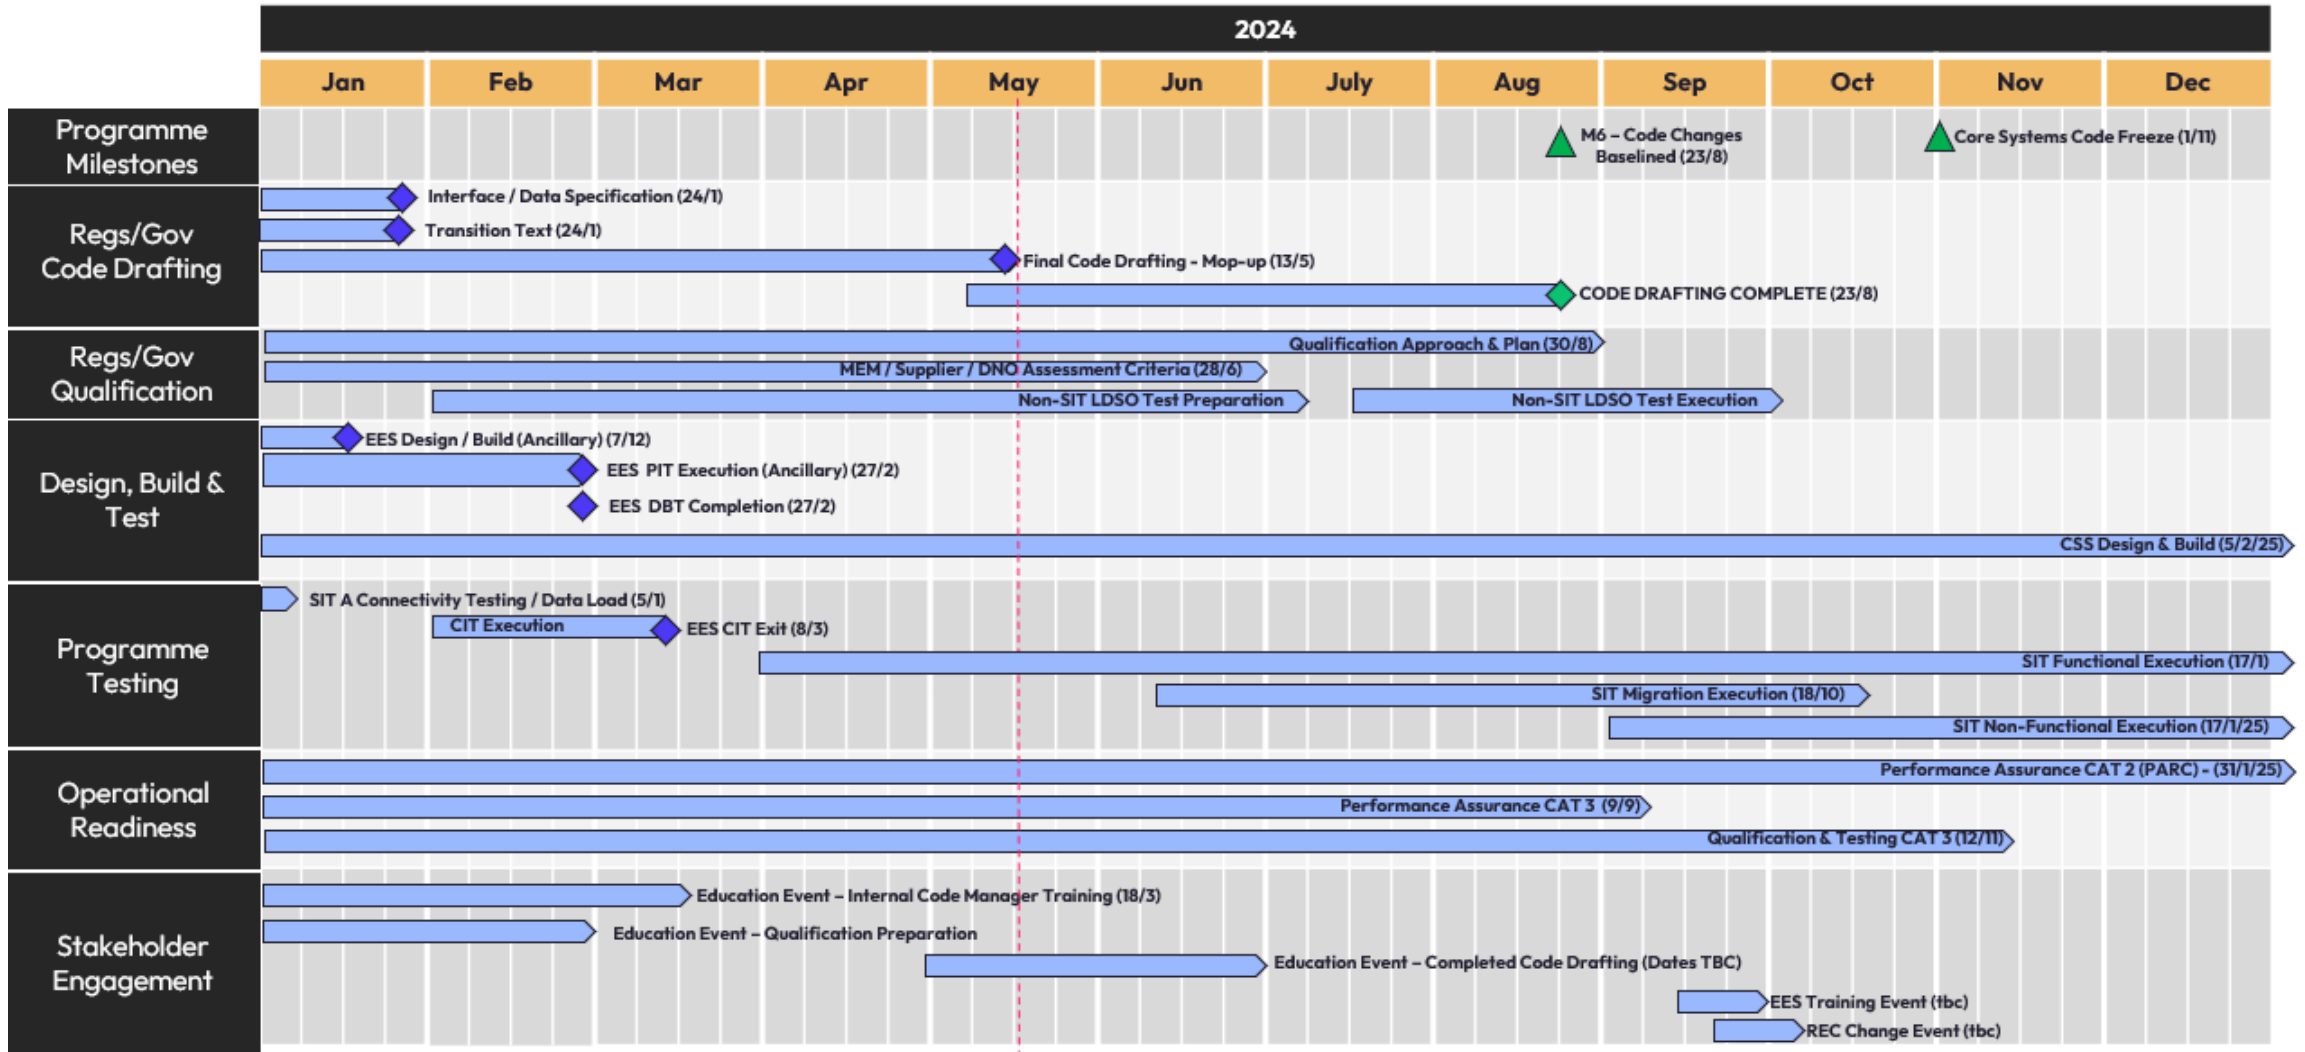 2024
Jan Feb Mar Apr May Jun July Aug Sep Oct Nov Dec
Programme
Milestones
M6 – Code Changes
Baselined (23/8)
Core Systems Code Freeze (1/11)
Regs/Gov
Code Drafting
Interface / Data Specification (24/1)
Transition Text (24/1)
Final Code Drafting - Mop-up (13/5)
CODE DRAFTING COMPLETE (23/8)
Regs/Gov
Qualification
Qualification Approach & Plan (30/8)
MEM / Supplier / DNO Assessment Criteria (28/6)
Non-SIT LDSO Test Preparation
Non-SIT LDSO Test Execution
Design, Build &
Test
EES Design / Build (Ancillary) (7/12)
EES PIT Execution (Ancillary) (27/2)
EES DBT Completion (27/2)
CSS Design & Build (5/2/25)
Programme
Testing
SIT A Connectivity Testing / Data Load (5/1)
CIT Execution
EES CIT Exit (8/3)
SIT Functional Execution (17/1)
SIT Migration Execution (18/10)
SIT Non-Functional Execution (17/1/25)
Operational
Readiness
Performance Assurance CAT 2 (PARC) - (31/1/25)
Performance Assurance CAT 3 (9/9)
Qualification & Testing CAT 3 (12/11)
Stakeholder
Engagement
Education Event – Internal Code Manager Training (18/3)
Education Event – Qualification Preparation
Education Event – Completed Code Drafting (Dates TBC)
EES Training Event (tbc)
REC Change Event (tbc)